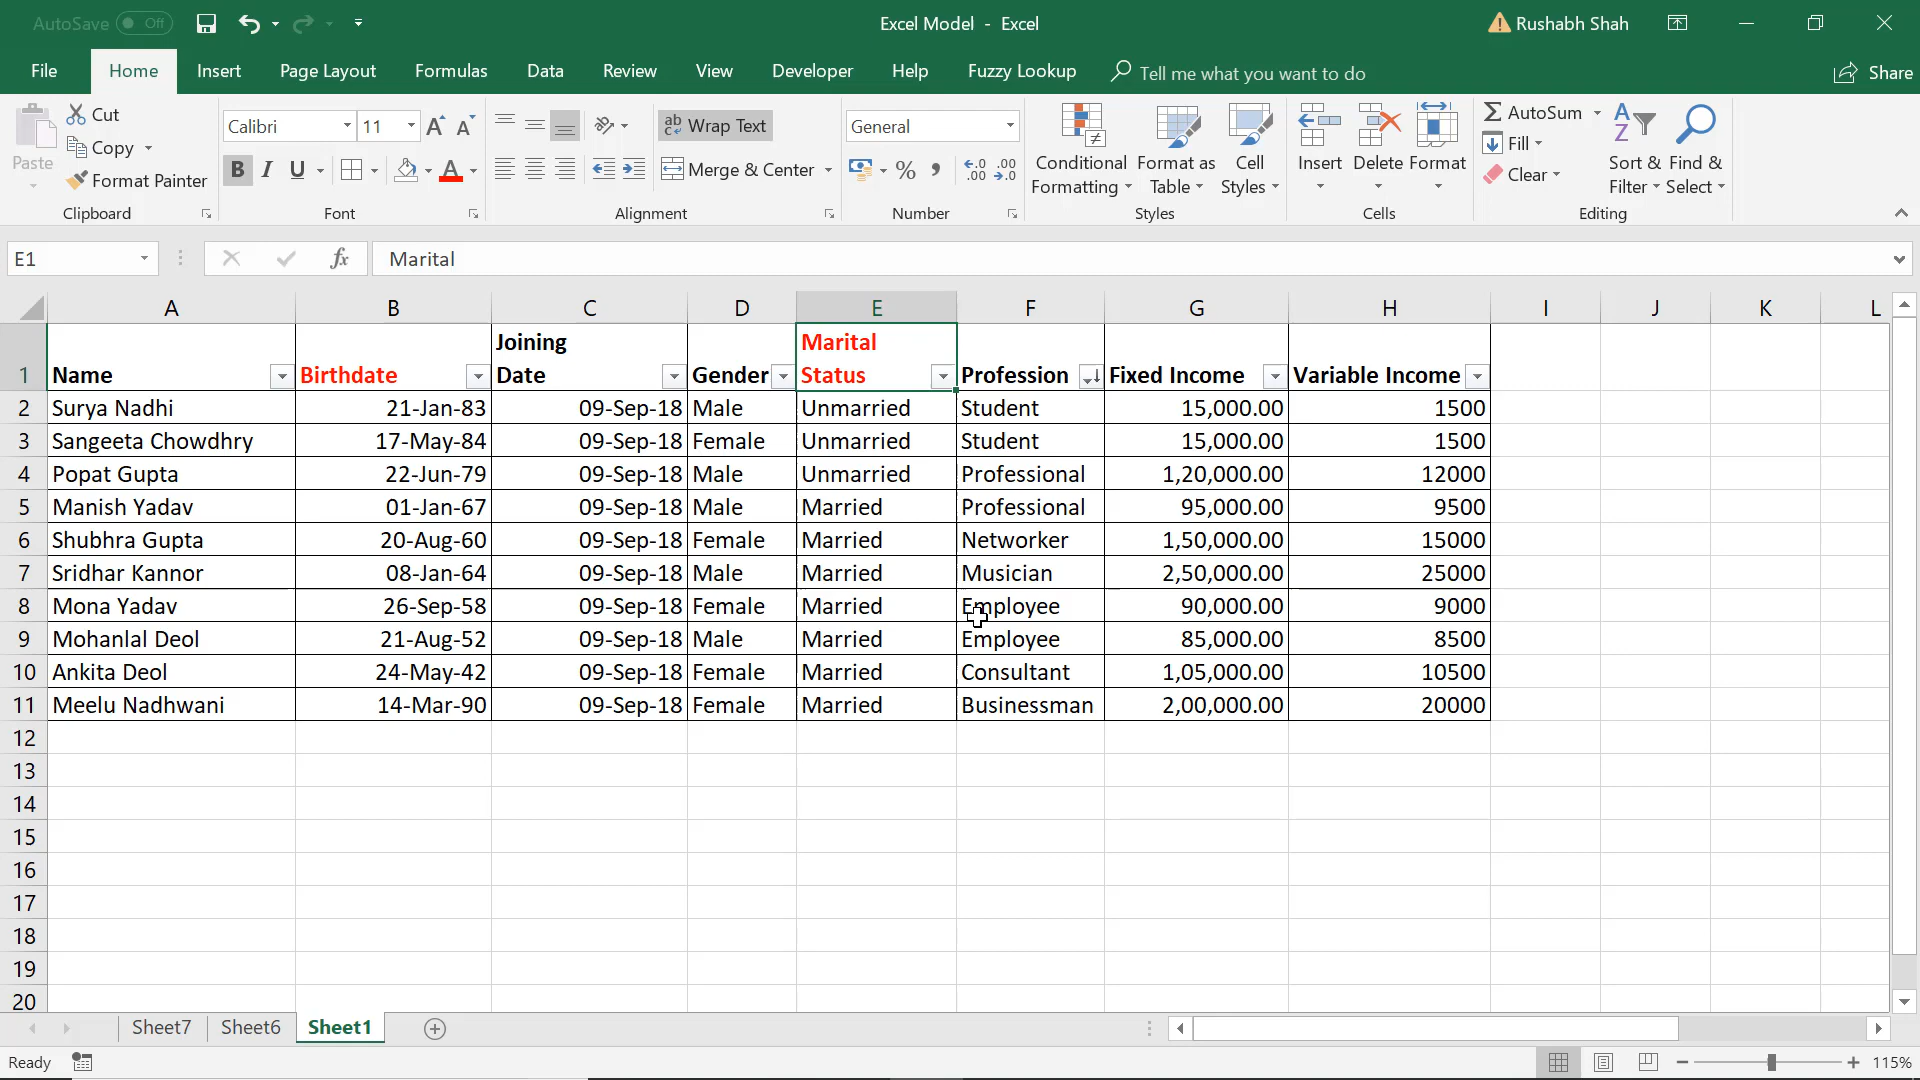 AutoSave Off
Excel Model - Excel
Rushabh Shah
File Home Insert Page Layout Formulas Data Review View Developer Help Fuzzy Lookup Tell me what you want to do Share
Paste
Cut
Copy
Format Painter
Clipboard
Calibri 11
B I U
Font
Wrap Text
Merge & Center
Alignment
General
Number
Conditional Formatting
Format as Table
Cell Styles
Styles
Insert Delete Format
Cells
AutoSum
Fill
Clear
Sort & Filter
Find & Select
Editing
E1 fx Marital
A B C D E F G H I J K L
1 Name Birthdate Joining Date Gender Marital Status Profession Fixed Income Variable Income
2 Surya Nadhi 21-Jan-83 09-Sep-18 Male Unmarried Student 15,000.00 1500
3 Sangeeta Chowdhry 17-May-84 09-Sep-18 Female Unmarried Student 15,000.00 1500
4 Popat Gupta 22-Jun-79 09-Sep-18 Male Unmarried Professional 1,20,000.00 12000
5 Manish Yadav 01-Jan-67 09-Sep-18 Male Married Professional 95,000.00 9500
6 Shubhra Gupta 20-Aug-60 09-Sep-18 Female Married Networker 1,50,000.00 15000
7 Sridhar Kannor 08-Jan-64 09-Sep-18 Male Married Musician 2,50,000.00 25000
8 Mona Yadav 26-Sep-58 09-Sep-18 Female Married Employee 90,000.00 9000
9 Mohanlal Deol 21-Aug-52 09-Sep-18 Male Married Employee 85,000.00 8500
10 Ankita Deol 24-May-42 09-Sep-18 Female Married Consultant 1,05,000.00 10500
11 Meelu Nadhwani 14-Mar-90 09-Sep-18 Female Married Businessman 2,00,000.00 20000
12
13
14
15
16
17
18
19
20
Sheet7 Sheet6 Sheet1
Ready 115%